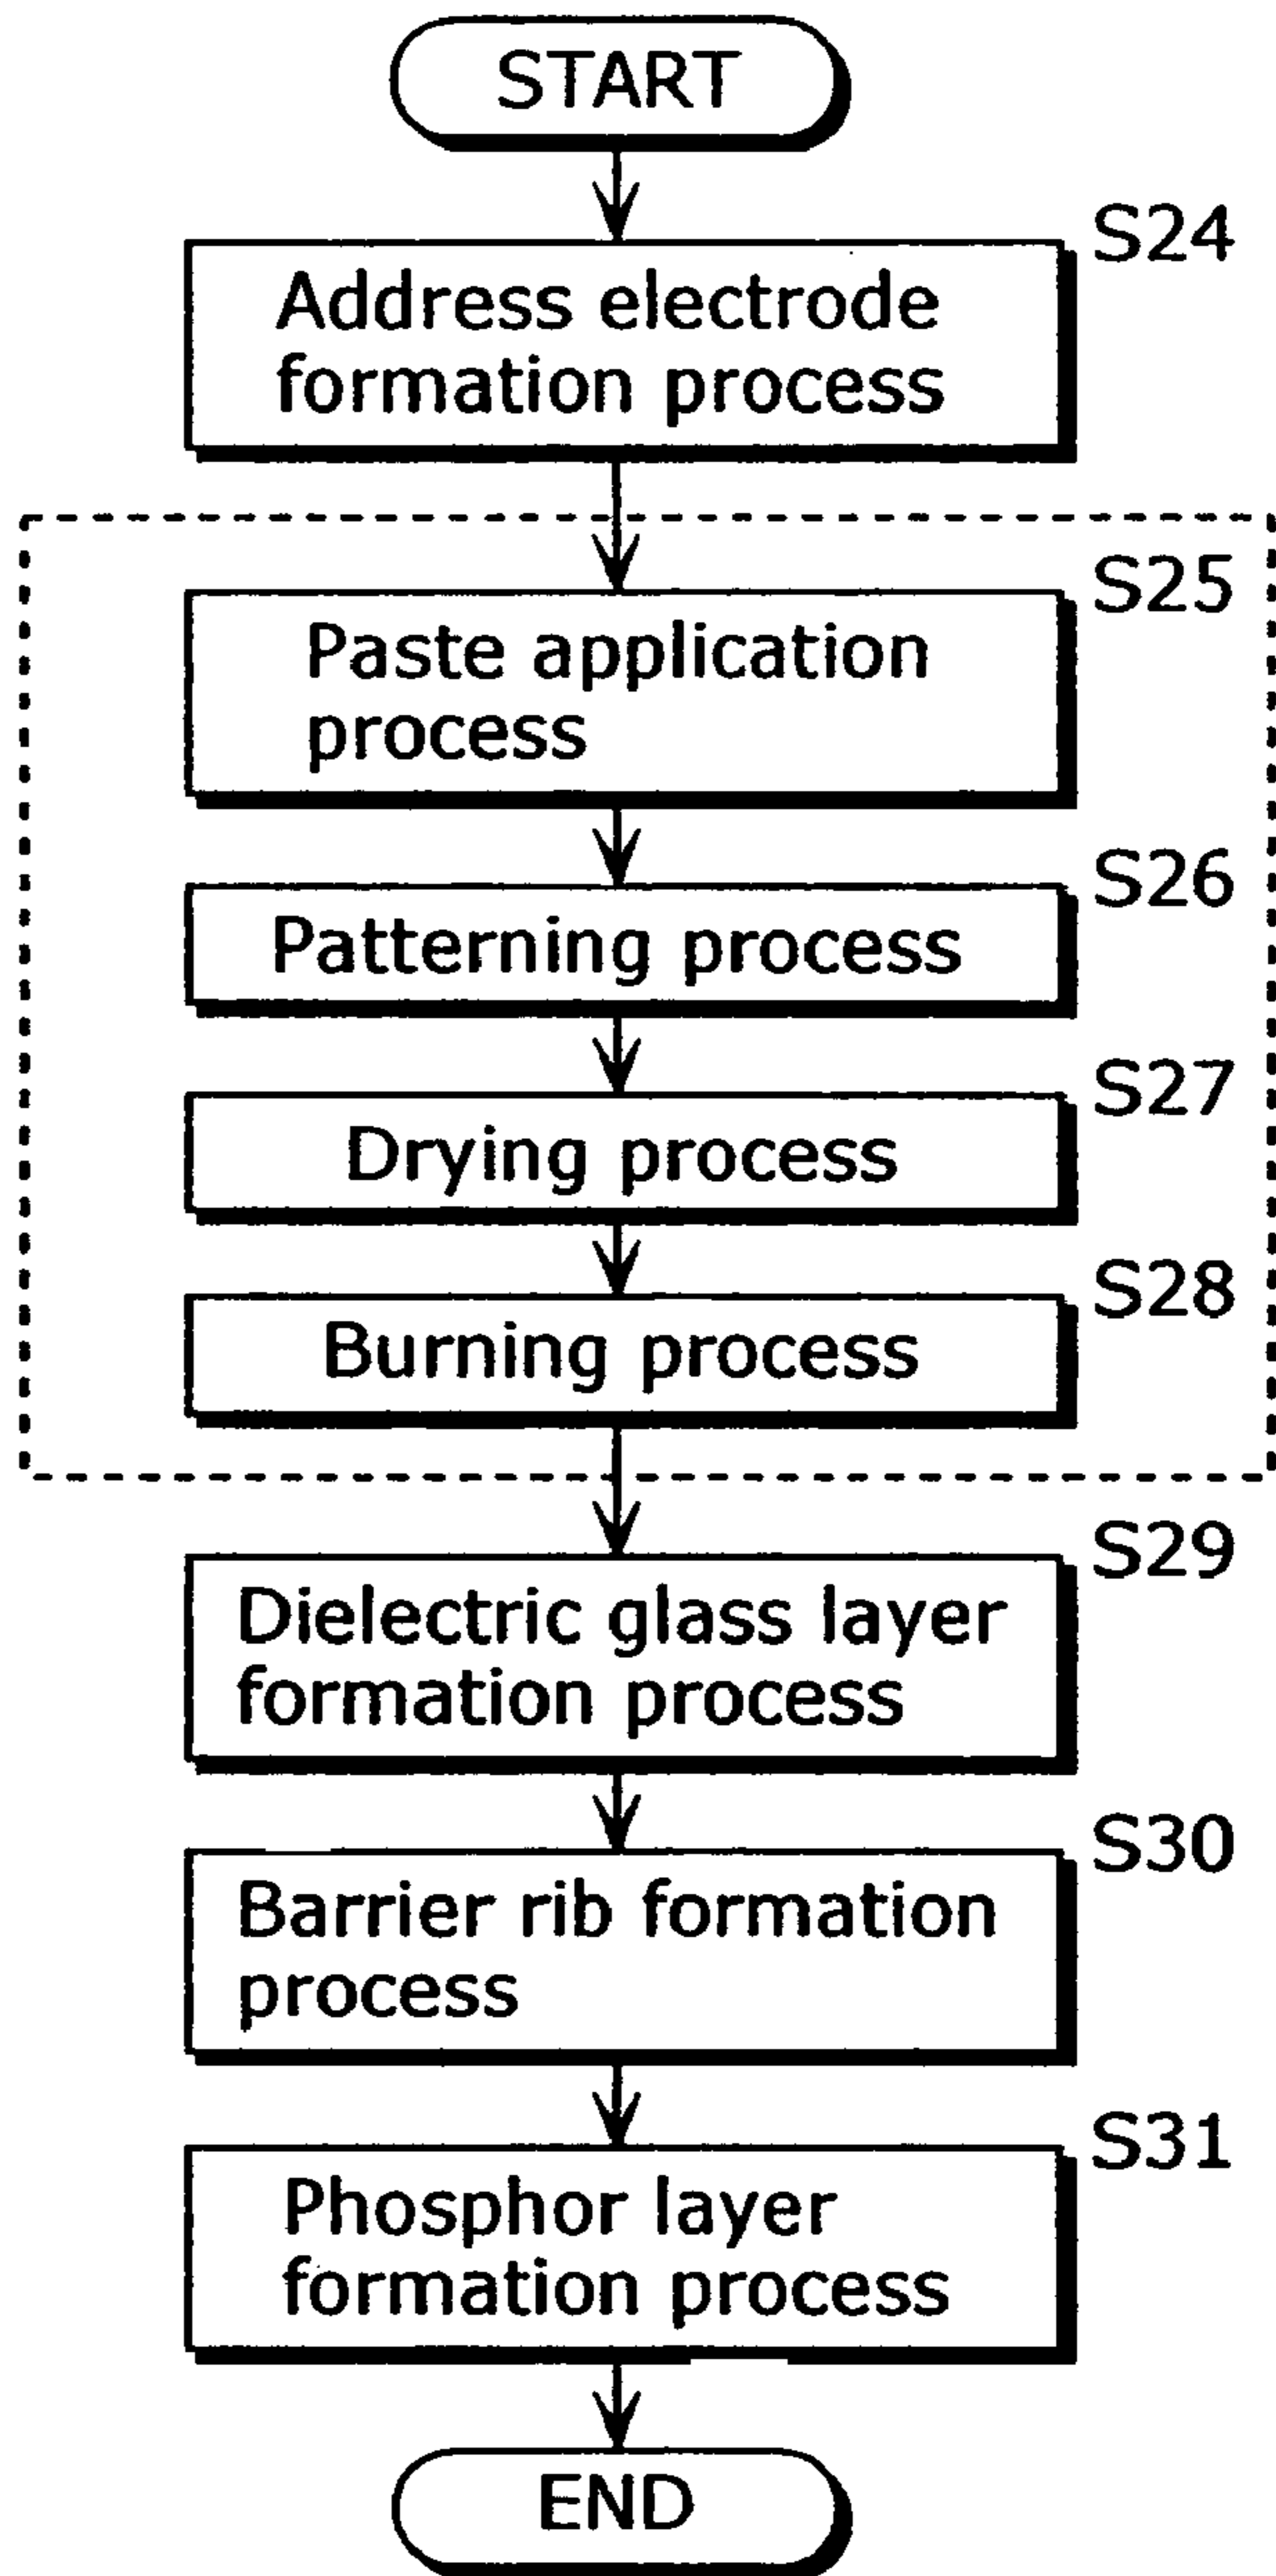 START
S24
Address electrode
formation process
S25
Paste application
process
S26
Patterning process
S27
Drying process
S28
Burning process
S29
Dielectric glass layer
formation process
S30
Barrier rib formation
process
S31
Phosphor layer
formation process
END